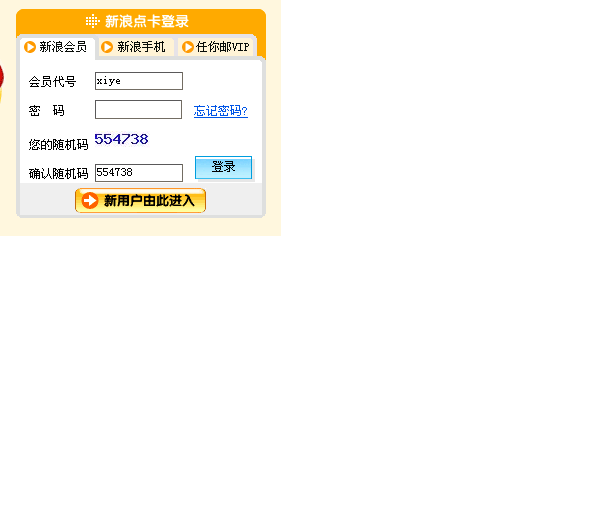 新浪点卡登录
新浪会员 新浪手机 任你邮VIP
会员代号 xiye
密 码 忘记密码?
您的随机码 554738
确认随机码 554738 登录
新用户由此进入